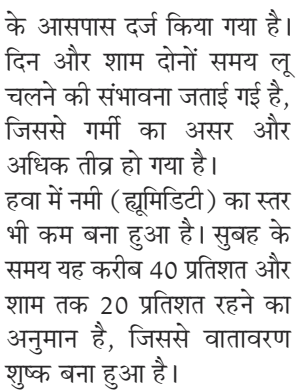 के आसपास दर्ज किया गया है।
दिन और शाम दोनों समय लू
चलने की संभावना जताई गई है,
जिससे गर्मी का असर और
अधिक तीव्र हो गया है।
हवा में नमी (ह्यूमिडिटी) का स्तर
भी कम बना हुआ है। सुबह के
समय यह करीब 40 प्रतिशत और
शाम तक 20 प्रतिशत रहने का
अनुमान है, जिससे वातावरण
शुष्क बना हुआ है।